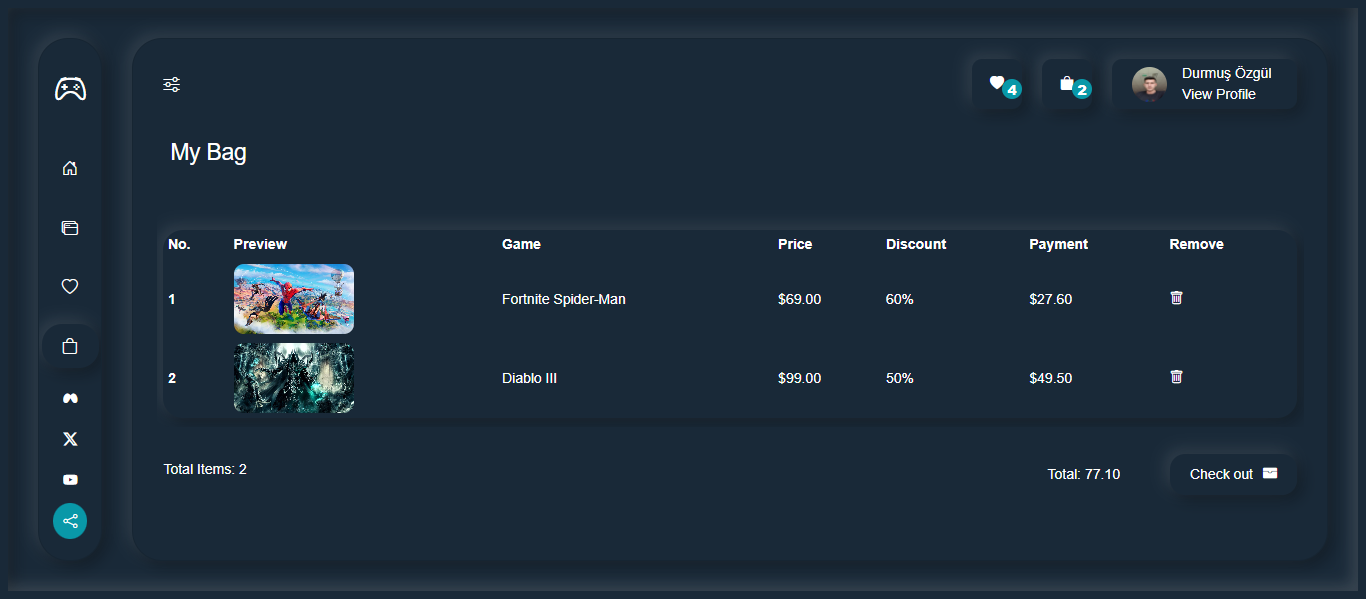 4
2
Durmuş Özgül
View Profile
My Bag
No. Preview Game Price Discount Payment Remove
1 Fortnite Spider-Man $69.00 60% $27.60
2 Diablo III $99.00 50% $49.50
Total Items: 2
Total: 77.10
Check out